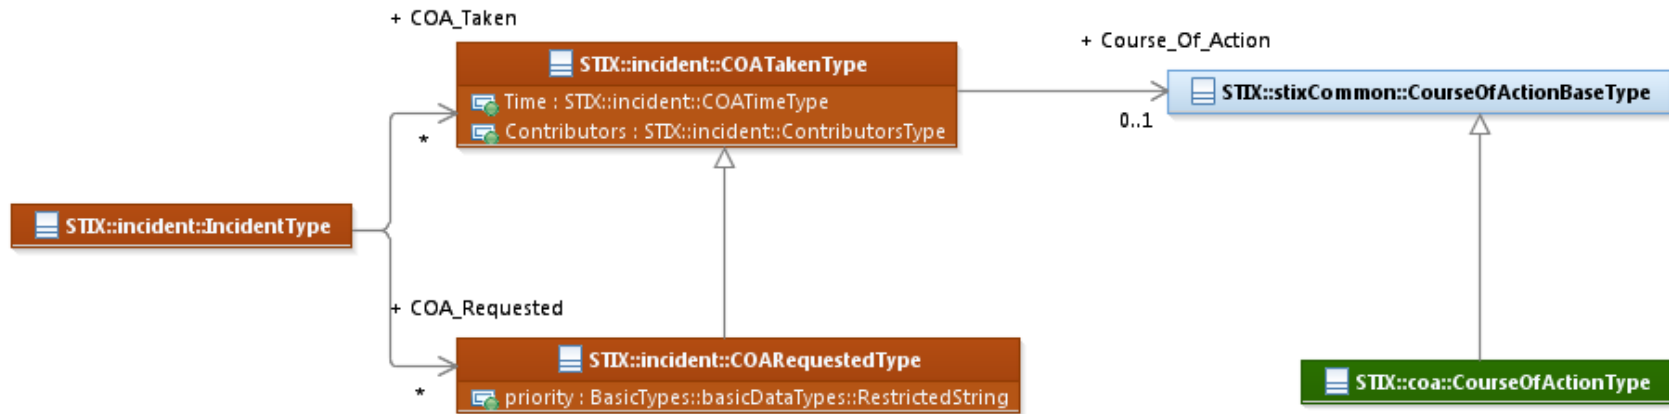 + COA_Taken
STIX::incident::COATakenType
Time : STIX::incident::COATimeType
Contributors : STIX::incident::ContributorsType
*
+ Course_Of_Action
STIX::stixCommon::CourseOfActionBaseType
0..1
STIX::incident::IncidentType
+ COA_Requested
STIX::incident::COARequestedType
priority : BasicTypes::basicDataTypes::RestrictedString
*
STIX::coa::CourseOfActionType